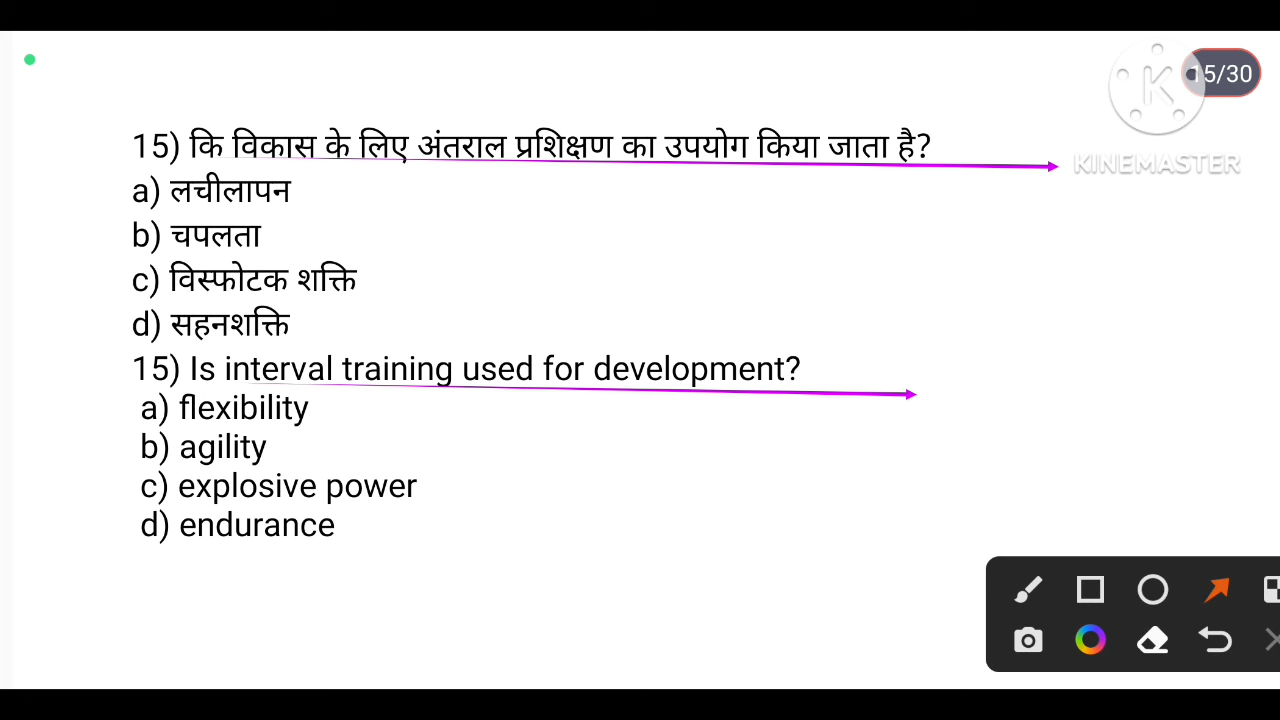 15/30
KINEMASTER
15) कि विकास के लिए अंतराल प्रशिक्षण का उपयोग किया जाता है?
a) लचीलापन
b) चपलता
c) विस्फोटक शक्ति
d) सहनशक्ति
15) Is interval training used for development?
a) flexibility
b) agility
c) explosive power
d) endurance